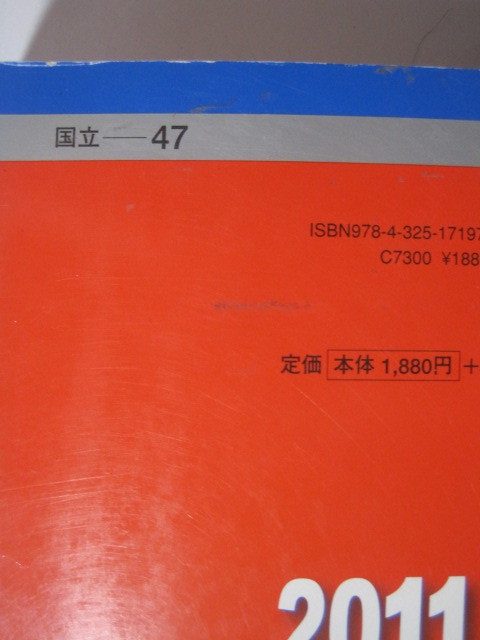 国立――47
ISBN978-4-325-17197
C7300 ¥188
定価 本体 1,880円 +
2011